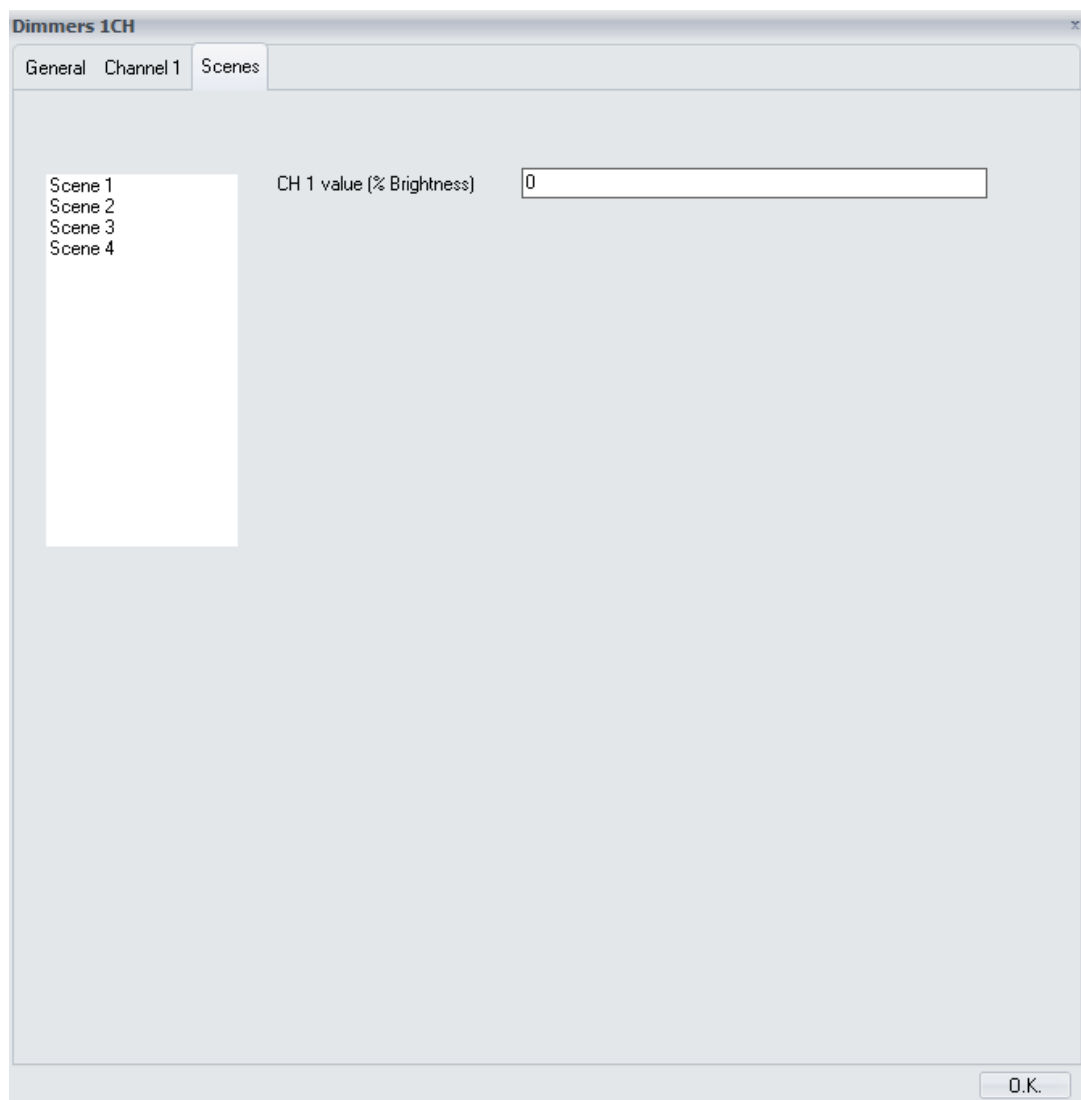 Dimmers 1CH
x
General Channel 1 Scenes
Scene 1
Scene 2
Scene 3
Scene 4
CH 1 value (% Brightness) 0
O.K.